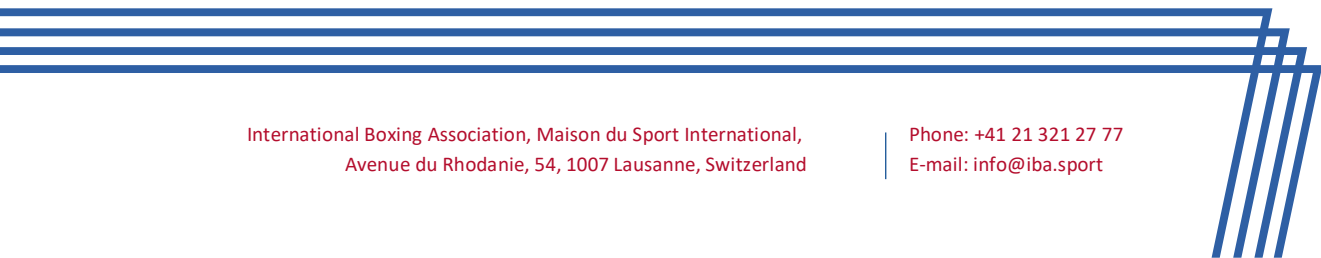 International Boxing Association, Maison du Sport International,
Avenue du Rhodanie, 54, 1007 Lausanne, Switzerland
Phone: +41 21 321 27 77
E-mail: info@iba.sport